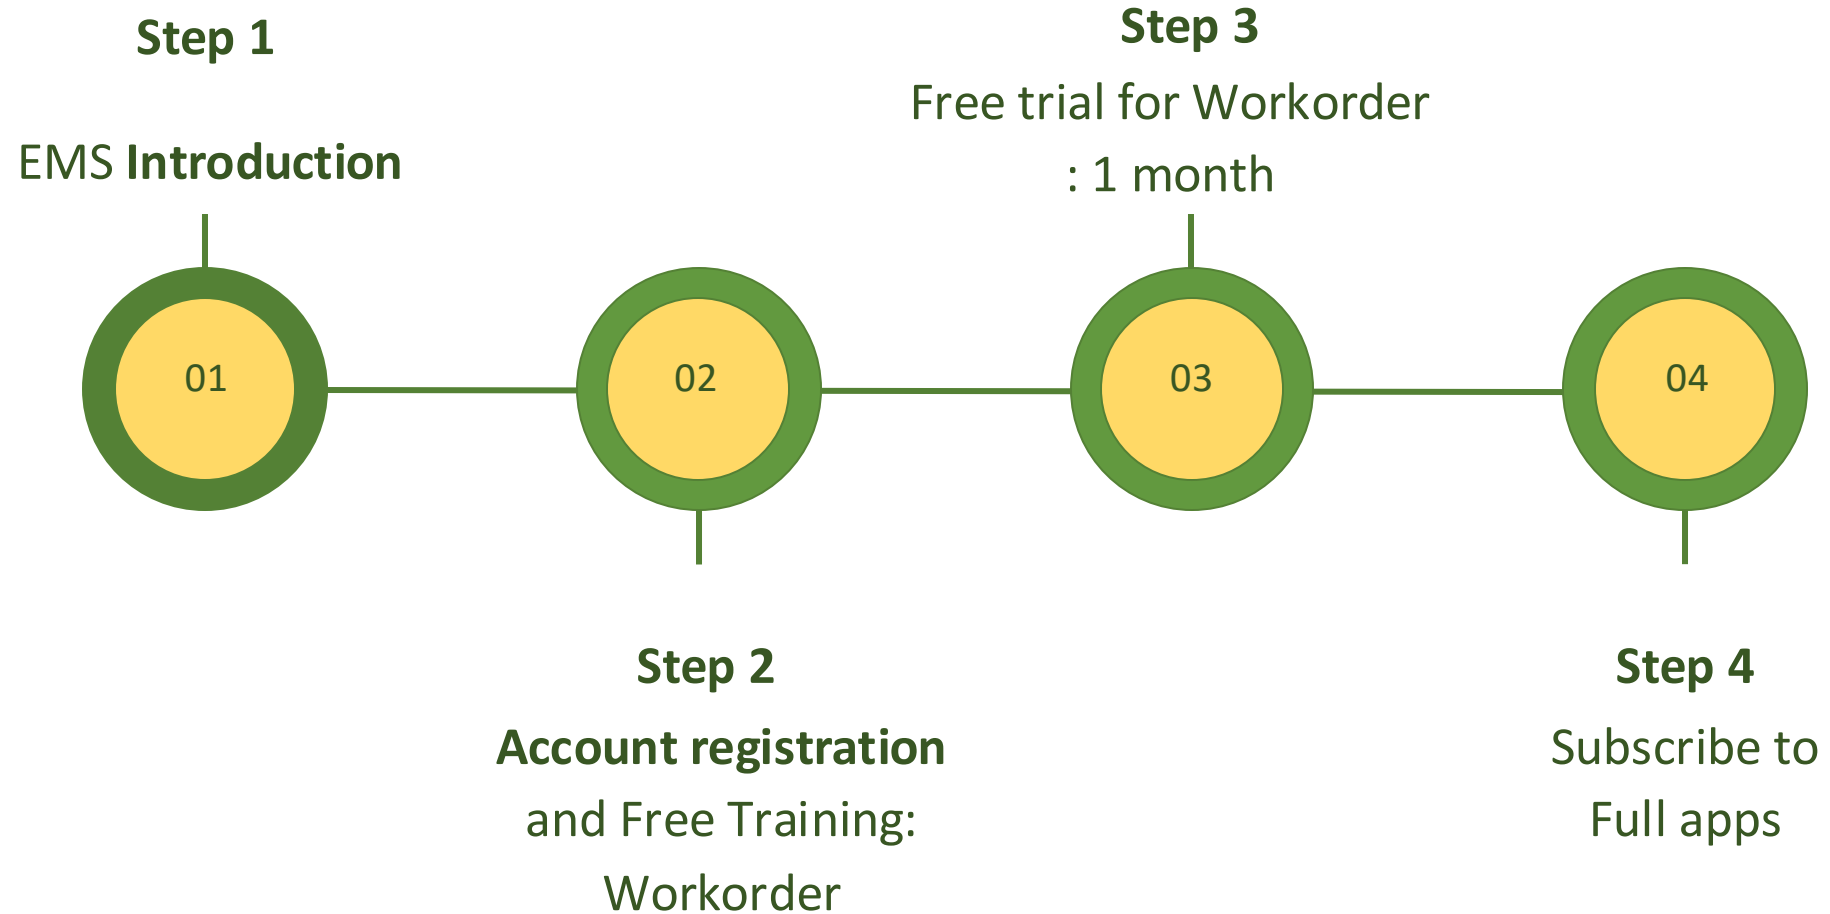 Step 1
EMS Introduction
Step 3
Free trial for Workorder
: 1 month
01
02
03
04
Step 2
Account registration
and Free Training:
Workorder
Step 4
Subscribe to
Full apps